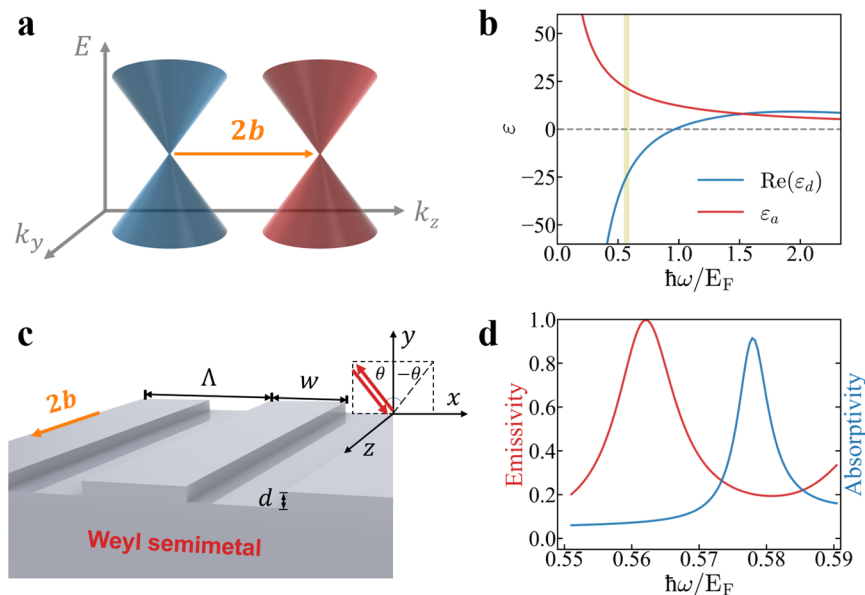 a
E
2b
k_y
k_z
b
50
25
0
−25
−50
ε
Re(ε_d)
ε_a
0.0 0.5 1.0 1.5 2.0
ħω/E_F
c
2b
Λ
w
y
θ
−θ
x
z
d
Weyl semimetal
d
1.0
0.8
0.6
0.4
0.2
0.0
Emissivity
Absorptivity
0.55 0.56 0.57 0.58 0.59
ħω/E_F